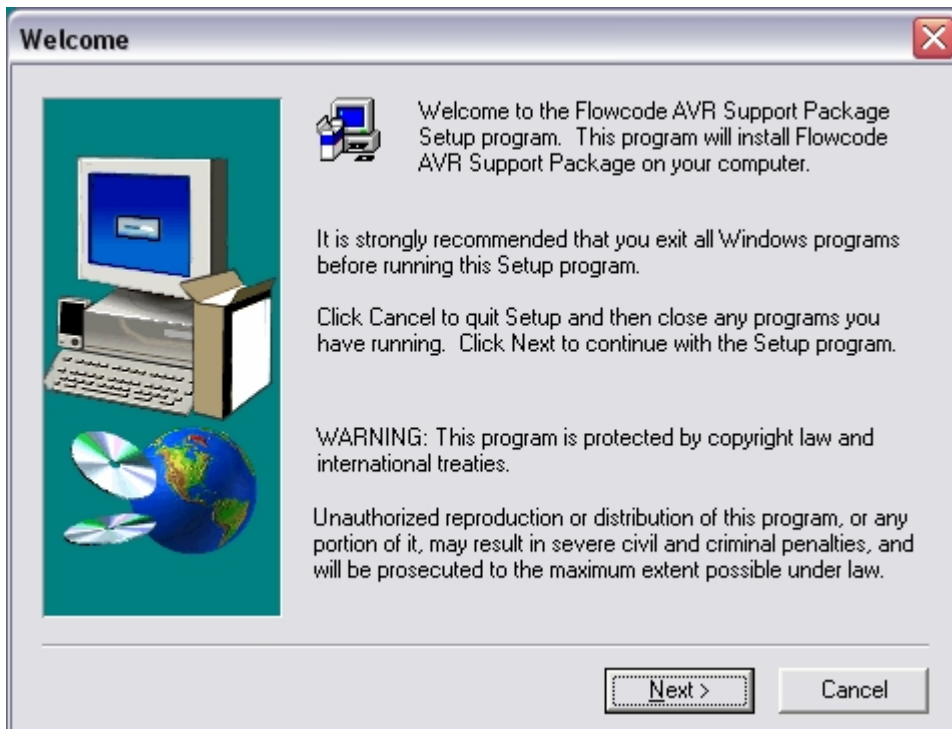 Welcome
Welcome to the Flowcode AVR Support Package
Setup program.  This program will install Flowcode
AVR Support Package on your computer.
It is strongly recommended that you exit all Windows programs
before running this Setup program.
Click Cancel to quit Setup and then close any programs you
have running.  Click Next to continue with the Setup program.
WARNING: This program is protected by copyright law and
international treaties.
Unauthorized reproduction or distribution of this program, or any
portion of it, may result in severe civil and criminal penalties, and
will be prosecuted to the maximum extent possible under law.
Next >
Cancel